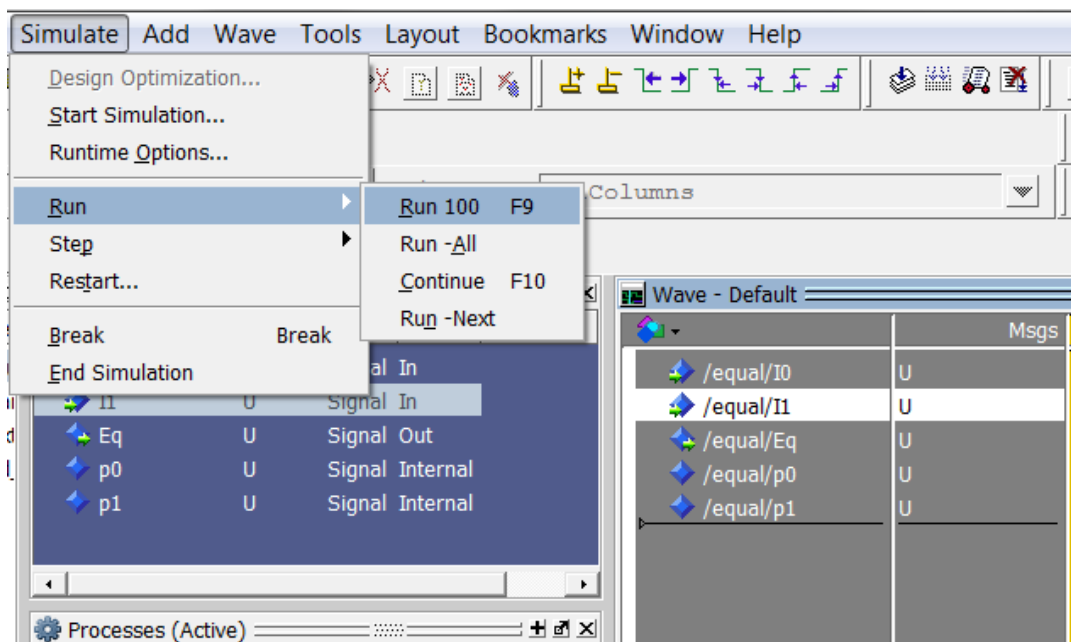 Simulate Add Wave Tools Layout Bookmarks Window Help
Design Optimization...
Start Simulation...
Runtime Options...
Run
Step
Restart...
Break Break
End Simulation
Run 100 F9
Run -All
Continue F10
Run -Next
Columns
al In
I1 U Signal In
Eq U Signal Out
p0 U Signal Internal
p1 U Signal Internal
Processes (Active)
Wave - Default
Msgs
/equal/I0 U
/equal/I1 U
/equal/Eq U
/equal/p0 U
/equal/p1 U